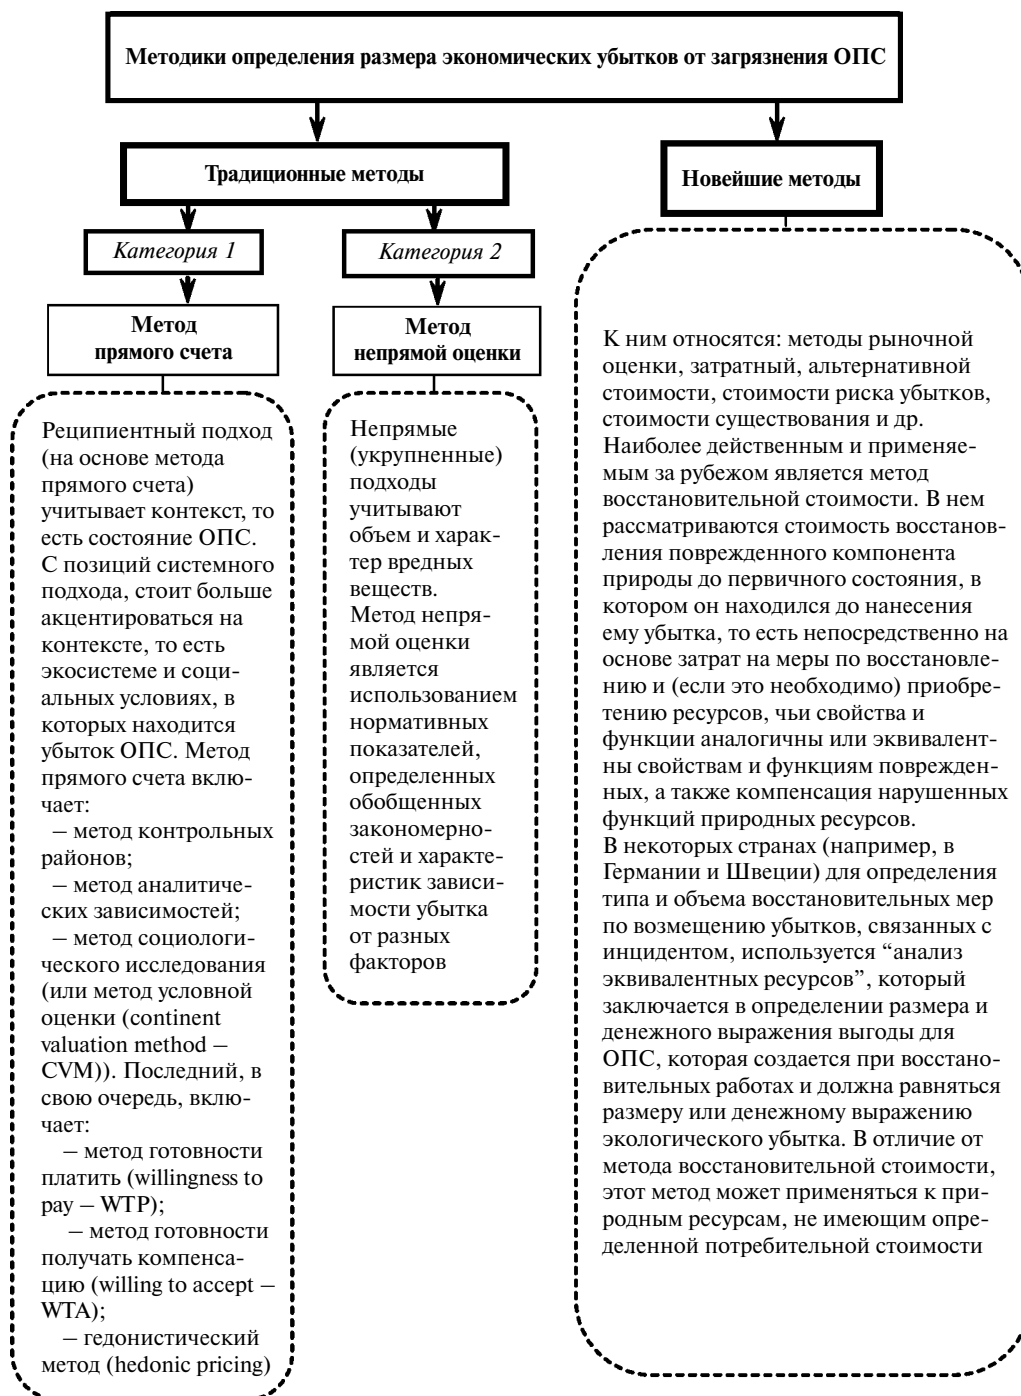 Методики определения размера экономических убытков от загрязнения ОПС
Традиционные методы
Новейшие методы
Категория 1
Категория 2
Метод
прямого счета
Метод
непрямой оценки
Реципиентный подход
(на основе метода
прямого счета)
учитывает контекст, то
есть состояние ОПС.
С позиций системного
подхода, стоит больше
акцентироваться на
контексте, то есть
экосистеме и соци-
альных условиях, в
которых находится
убыток ОПС. Метод
прямого счета вклю-
чает:
– метод контрольных
районов;
– метод аналитиче-
ских зависимостей;
– метод социологи-
ческого исследования
(или метод условной
оценки (continent
valuation method –
CVM)). Последний, в
свою очередь, вклю-
чает:
– метод готовности
платить (willingness to
pay – WTP);
– метод готовности
получать компенса-
цию (willing to accept –
WTA);
– гедонистический
метод (hedonic pricing)
Непрямые
(укрупненные)
подходы
учитывают
объем и харак-
тер вредных
веществ.
Метод непря-
мой оценки
является
использованием
нормативных
показателей,
определенных
обобщенных
закономерно-
стей и характе-
ристик зависи-
мости убытка
от разных
факторов
К ним относятся: методы рыночной
оценки, затратный, альтернативной
стоимости, стоимости риска убытков,
стоимости существования и др.
Наиболее действенным и применяе-
мым за рубежом является метод
восстановительной стоимости. В нем
рассматриваются стоимость восстанов-
ления поврежденного компонента
природы до первичного состояния, в
котором он находился до нанесения
ему убытка, то есть непосредственно на
основе затрат на меры по восстановле-
нию и (если это необходимо) приобре-
тению ресурсов, чьи свойства и
функции аналогичны или эквивалент-
ны свойствам и функциям поврежден-
ных, а также компенсация нарушенных
функций природных ресурсов.
В некоторых странах (например, в
Германии и Швеции) для определения
типа и объема восстановительных мер
по возмещению убытков, связанных с
инцидентом, используется “анализ
эквивалентных ресурсов”, который
заключается в определении размера и
денежного выражения выгоды для
ОПС, которая создается при восстано-
вительных работах и должна равняться
размеру или денежному выражению
экологического убытка. В отличие от
метода восстановительной стоимости,
этот метод может применяться к при-
родным ресурсам, не имеющим опре-
деленной потребительной стоимости